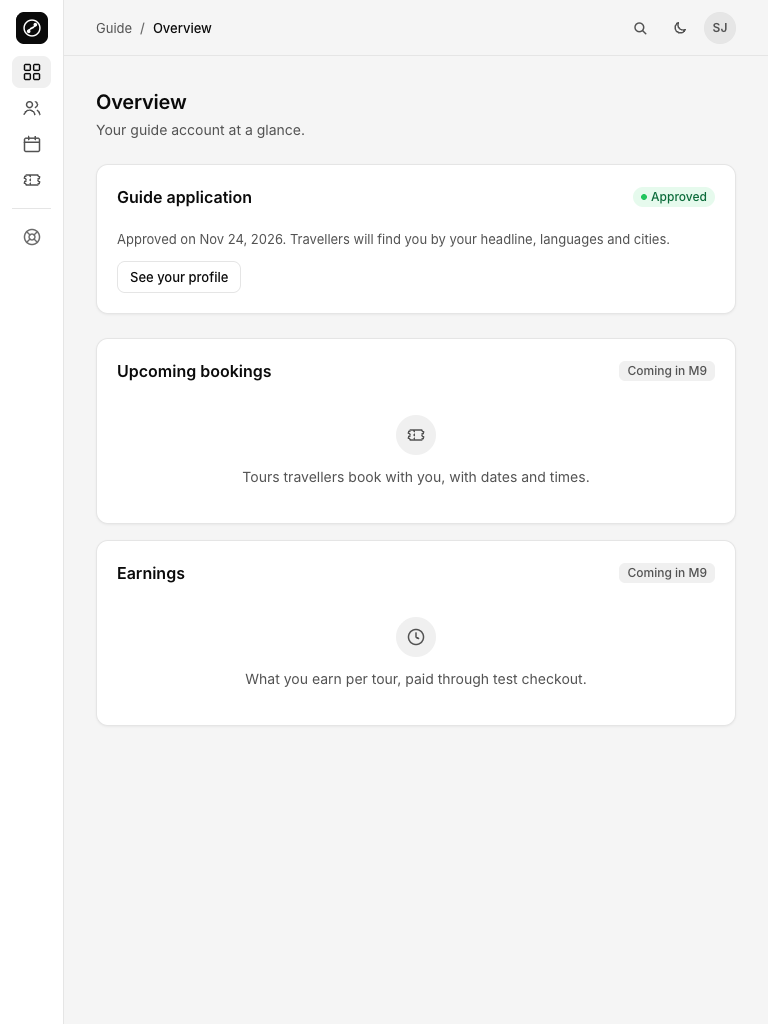 Guide / Overview
SJ
Overview
Your guide account at a glance.
Guide application
Approved
Approved on Nov 24, 2026. Travellers will find you by your headline, languages and cities.
See your profile
Upcoming bookings
Coming in M9
Tours travellers book with you, with dates and times.
Earnings
Coming in M9
What you earn per tour, paid through test checkout.